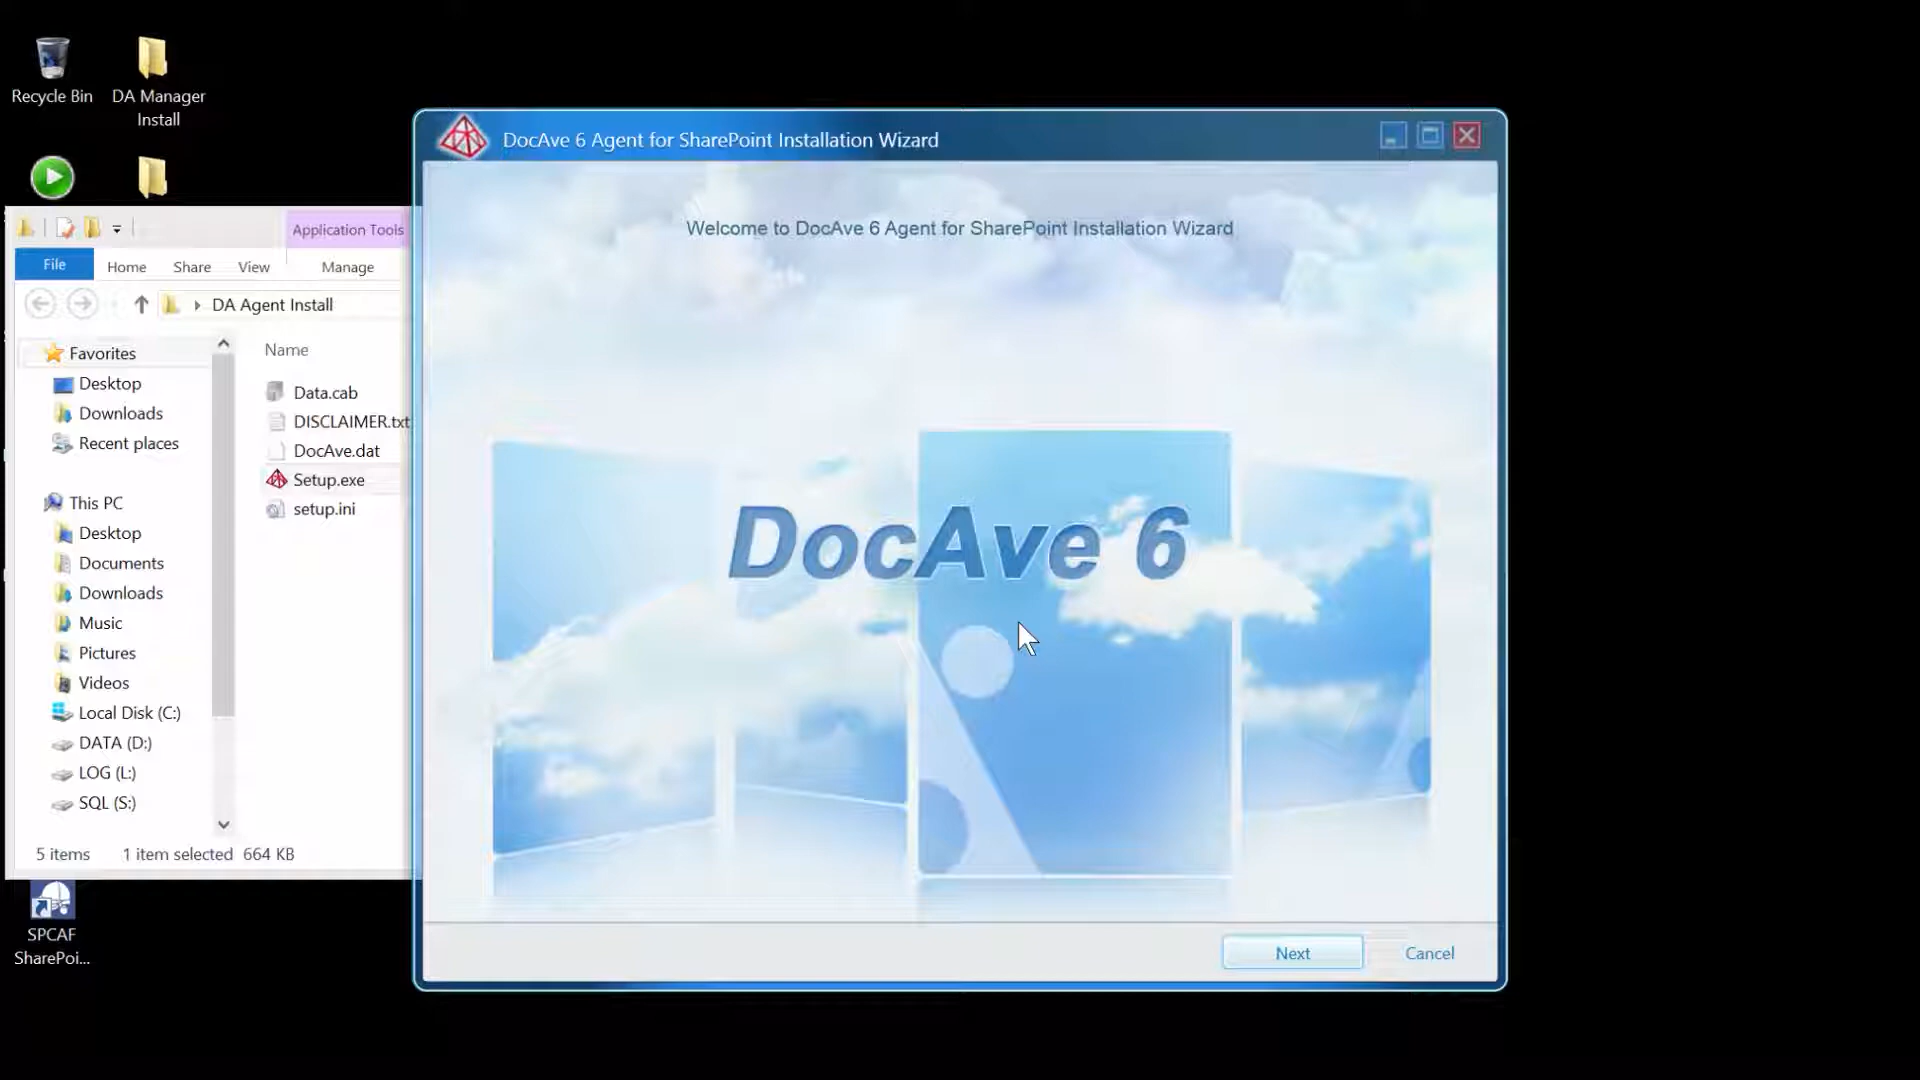 Recycle Bin
DA Manager
Install
DocAve 6 Agent for SharePoint Installation Wizard
Welcome to DocAve 6 Agent for SharePoint Installation Wizard
Application Tools
File
Home
Share
View
Manage
DA Agent Install
Favorites
Desktop
Downloads
Recent places
This PC
Desktop
Documents
Downloads
Music
Pictures
Videos
Local Disk (C:)
DATA (D:)
LOG (L:)
SQL (S:)
Name
Data.cab
DISCLAIMER.txt
DocAve.dat
Setup.exe
setup.ini
5 items
1 item selected 664 KB
DocAve 6
Next
Cancel
SPCAF
SharePoi...